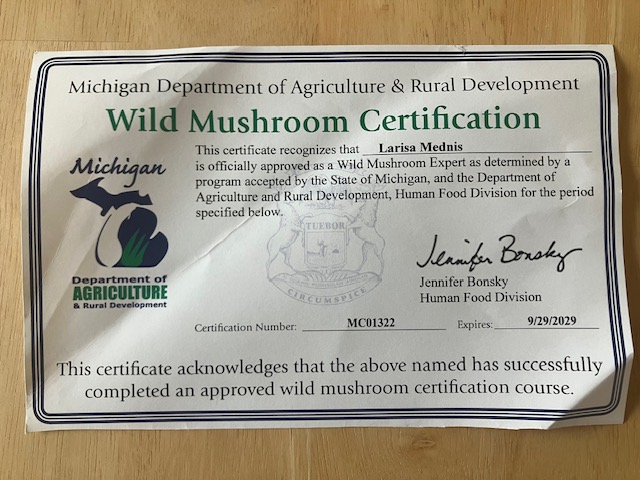 Michigan Department of Agriculture & Rural Development
Wild Mushroom Certification
This certificate recognizes that Larisa Mednis
is officially approved as a Wild Mushroom Expert as determined by a
program accepted by the State of Michigan, and the Department of
Agriculture and Rural Development, Human Food Division for the period
specified below.
Michigan
Department of
AGRICULTURE
& Rural Development
TUEBOR
CIRCUMSPICE
Jennifer Bonsky
Jennifer Bonsky
Human Food Division
Certification Number: MC01322 Expires: 9/29/2029
This certificate acknowledges that the above named has successfully
completed an approved wild mushroom certification course.